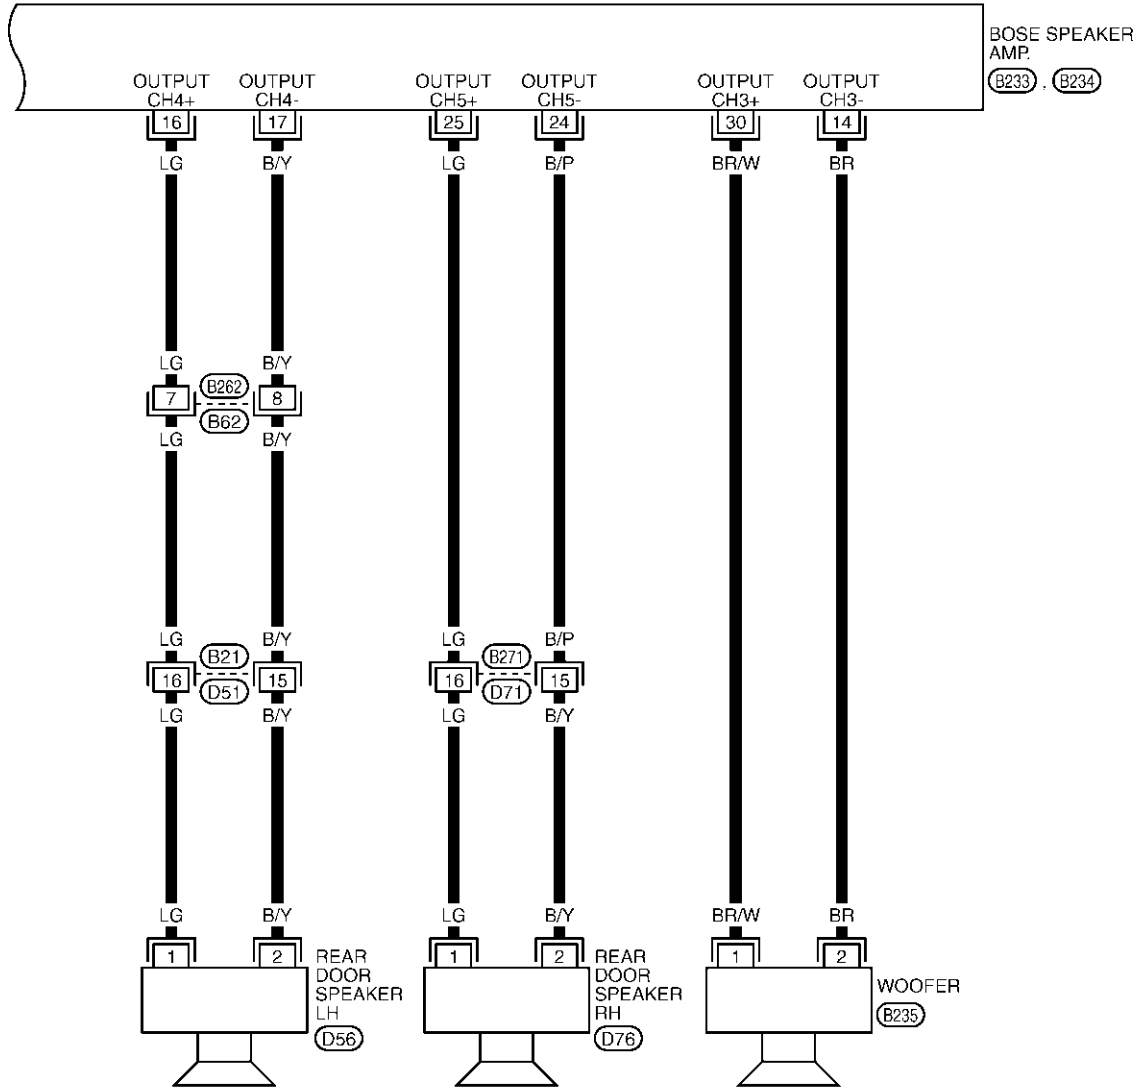 BOSE SPEAKER
AMP.
B233 , B234
OUTPUT OUTPUT OUTPUT OUTPUT OUTPUT OUTPUT
CH4+ CH4- CH5+ CH5- CH3+ CH3-
16 17 25 24 30 14
LG B/Y LG B/P BR/W BR
LG B/Y
7 B262 8
B62
LG B/Y
LG B/Y LG B/P
B21 B271
16 15 16 15
D51 D71
LG B/Y LG B/Y
LG B/Y LG B/Y BR/W BR
1 2 1 2 1 2
REAR
DOOR
SPEAKER
LH
D56
REAR
DOOR
SPEAKER
RH
D76
WOOFER
B235